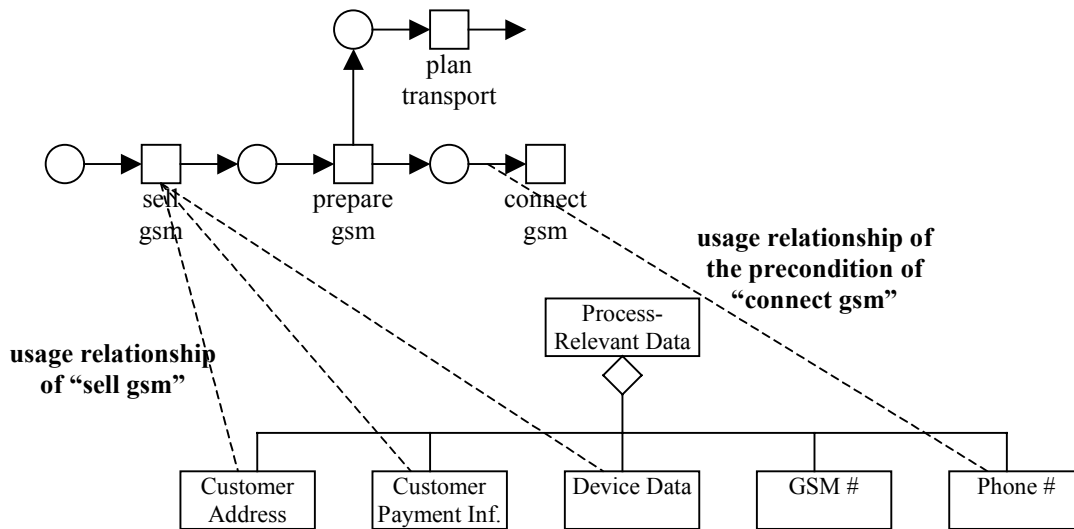 plan
transport
sell
gsm
prepare
gsm
connect
gsm
usage relationship of
the precondition of
“connect gsm”
Process-
Relevant Data
usage relationship
of “sell gsm”
Customer
Address
Customer
Payment Inf.
Device Data
GSM #
Phone #